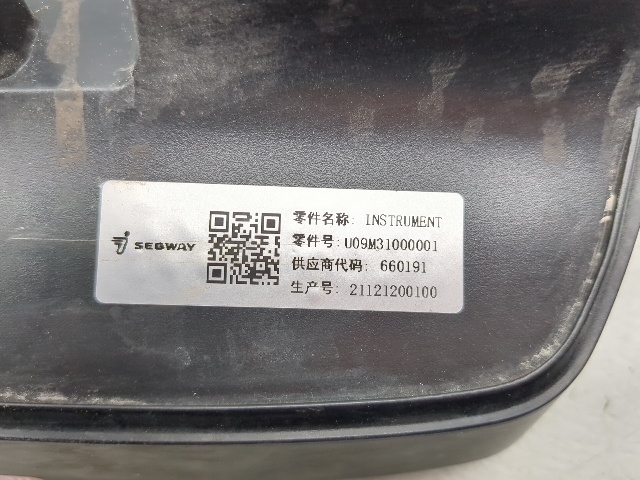 SEGWAY
零件名称: INSTRUMENT
零件号: U09M31000001
供应商代码: 660191
生产号: 21121200100